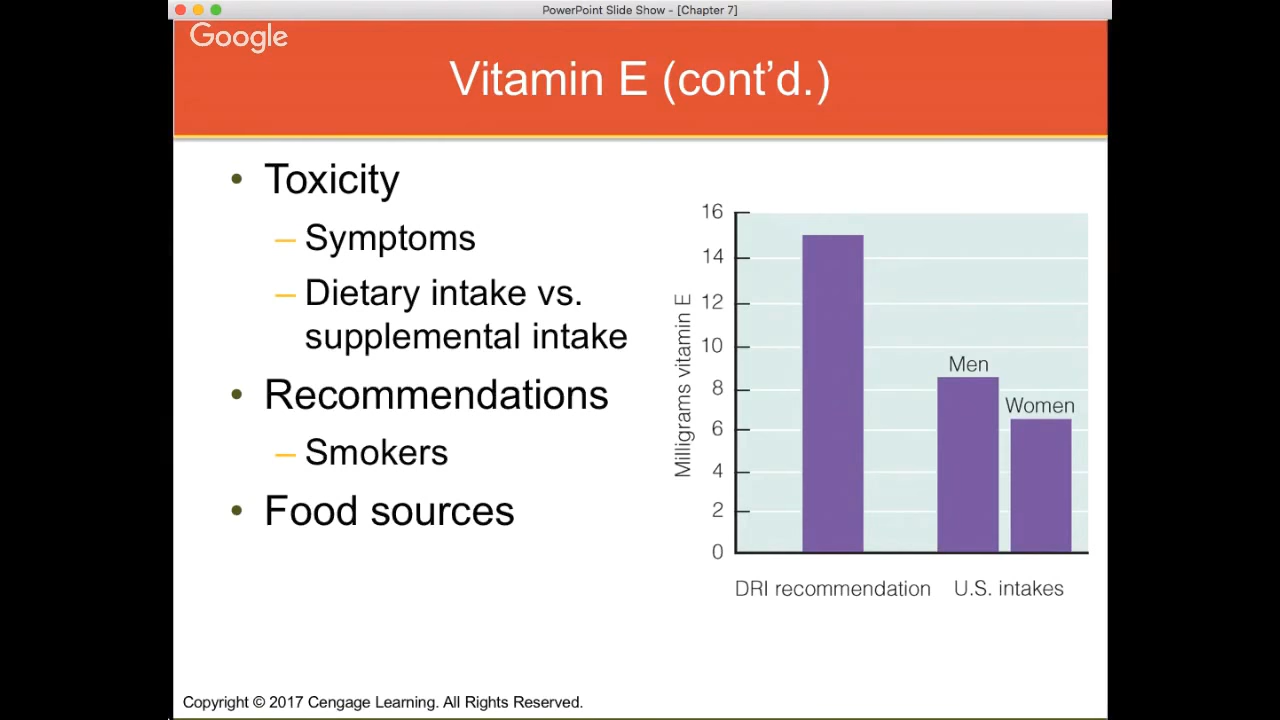 PowerPoint Slide Show - [Chapter 7]
Google
Vitamin E (cont’d.)
• Toxicity
– Symptoms
– Dietary intake vs.
supplemental intake
• Recommendations
– Smokers
• Food sources
Milligrams vitamin E
16
14
12
10
8
6
4
2
0
Men
Women
DRI recommendation
U.S. intakes
Copyright © 2017 Cengage Learning. All Rights Reserved.